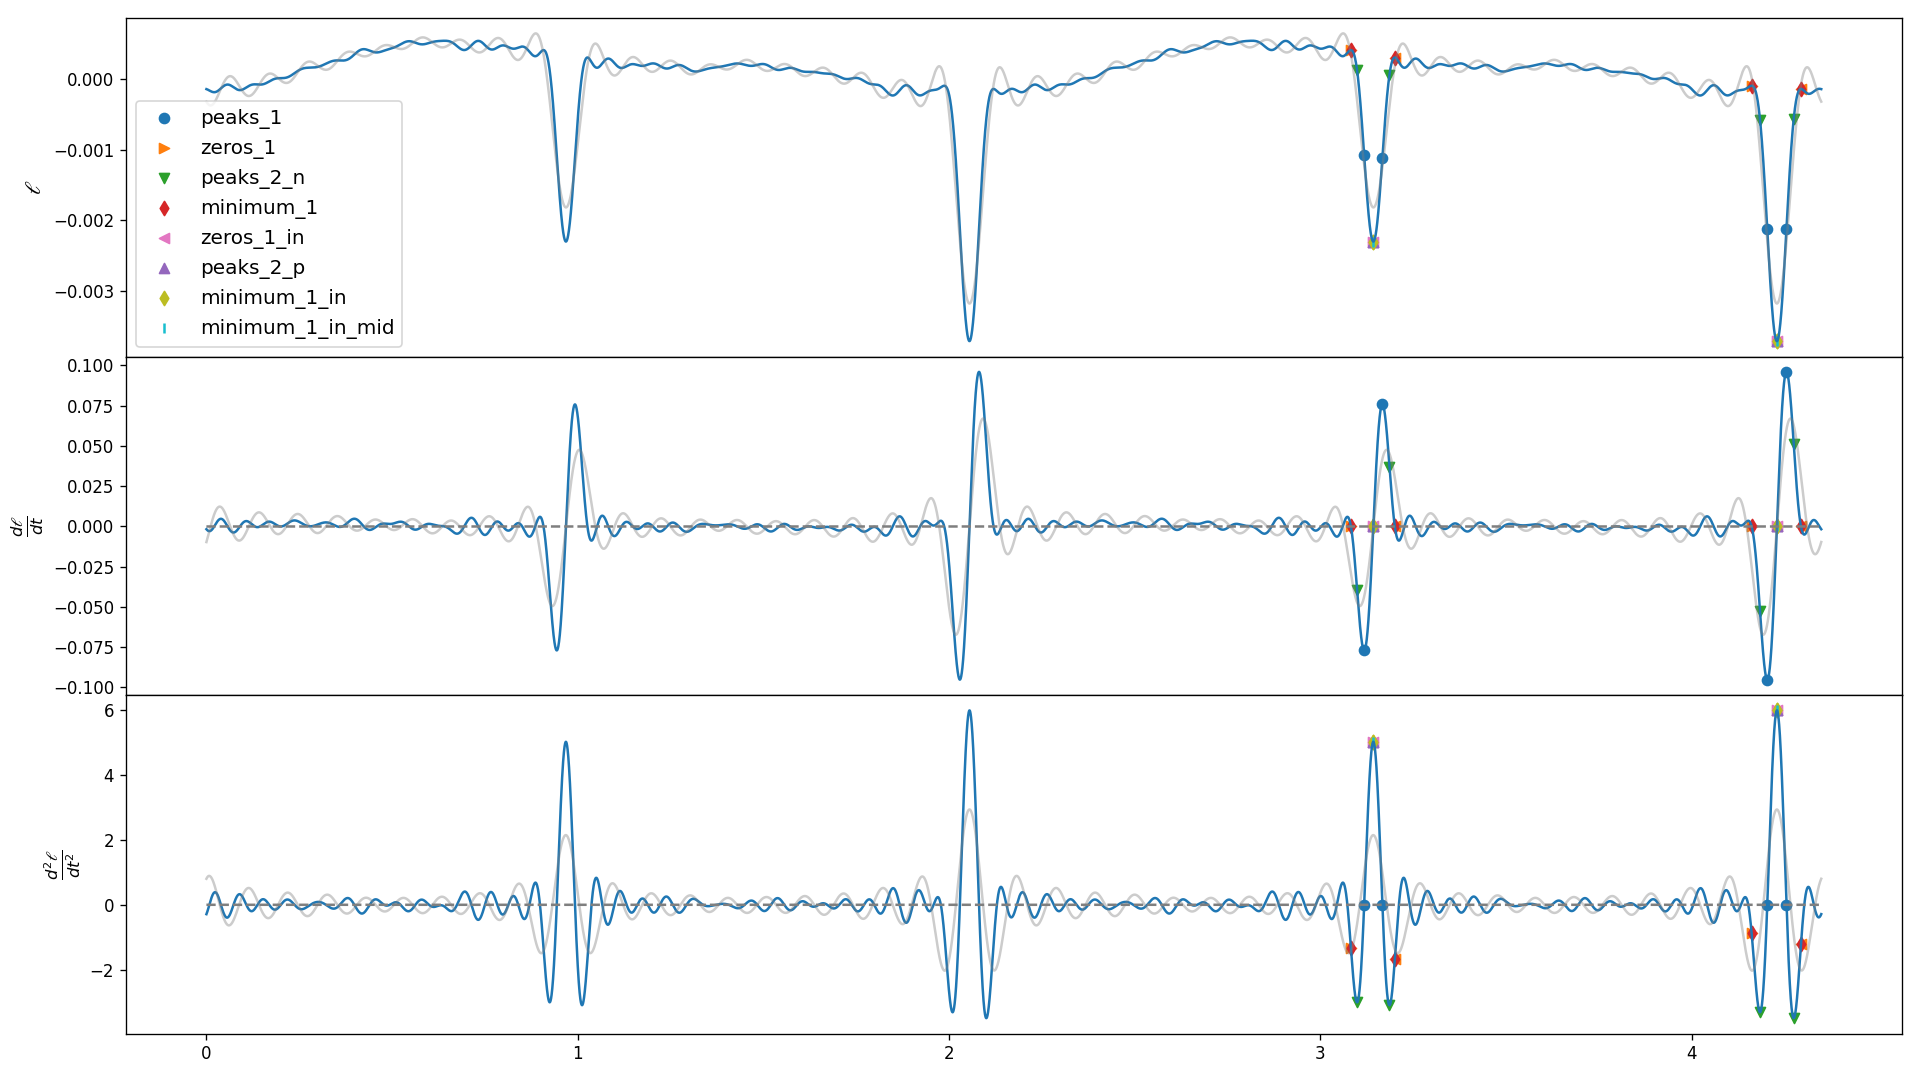 0.000
−0.001
−0.002
−0.003
ℓ
peaks_1
zeros_1
peaks_2_n
minimum_1
zeros_1_in
peaks_2_p
minimum_1_in
minimum_1_in_mid
0.100
0.075
0.050
0.025
0.000
−0.025
−0.050
−0.075
−0.100
dℓ
dt
6
4
2
0
−2
d²ℓ
dt²
0 1 2 3 4